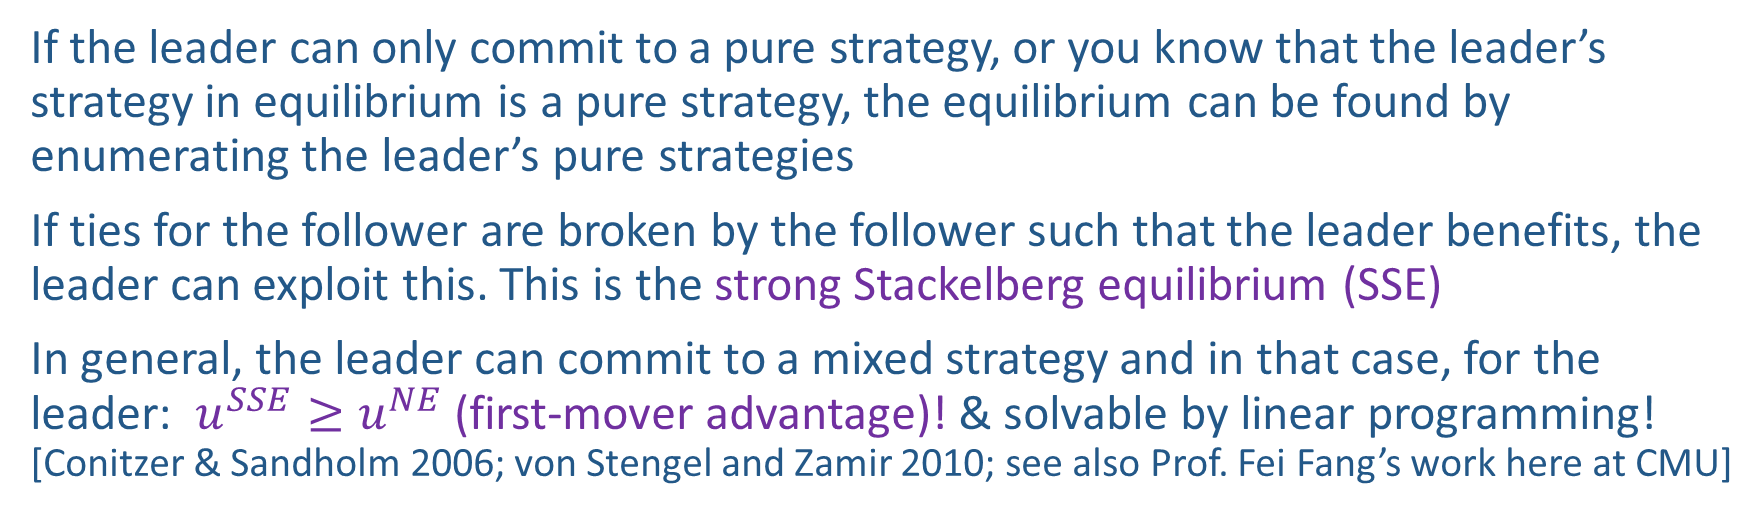 If the leader can only commit to a pure strategy, or you know that the leader’s
strategy in equilibrium is a pure strategy, the equilibrium can be found by
enumerating the leader’s pure strategies
If ties for the follower are broken by the follower such that the leader benefits, the
leader can exploit this. This is the strong Stackelberg equilibrium (SSE)
In general, the leader can commit to a mixed strategy and in that case, for the
leader: u^SSE ≥ u^NE (first-mover advantage)! & solvable by linear programming!
[Conitzer & Sandholm 2006; von Stengel and Zamir 2010; see also Prof. Fei Fang’s work here at CMU]